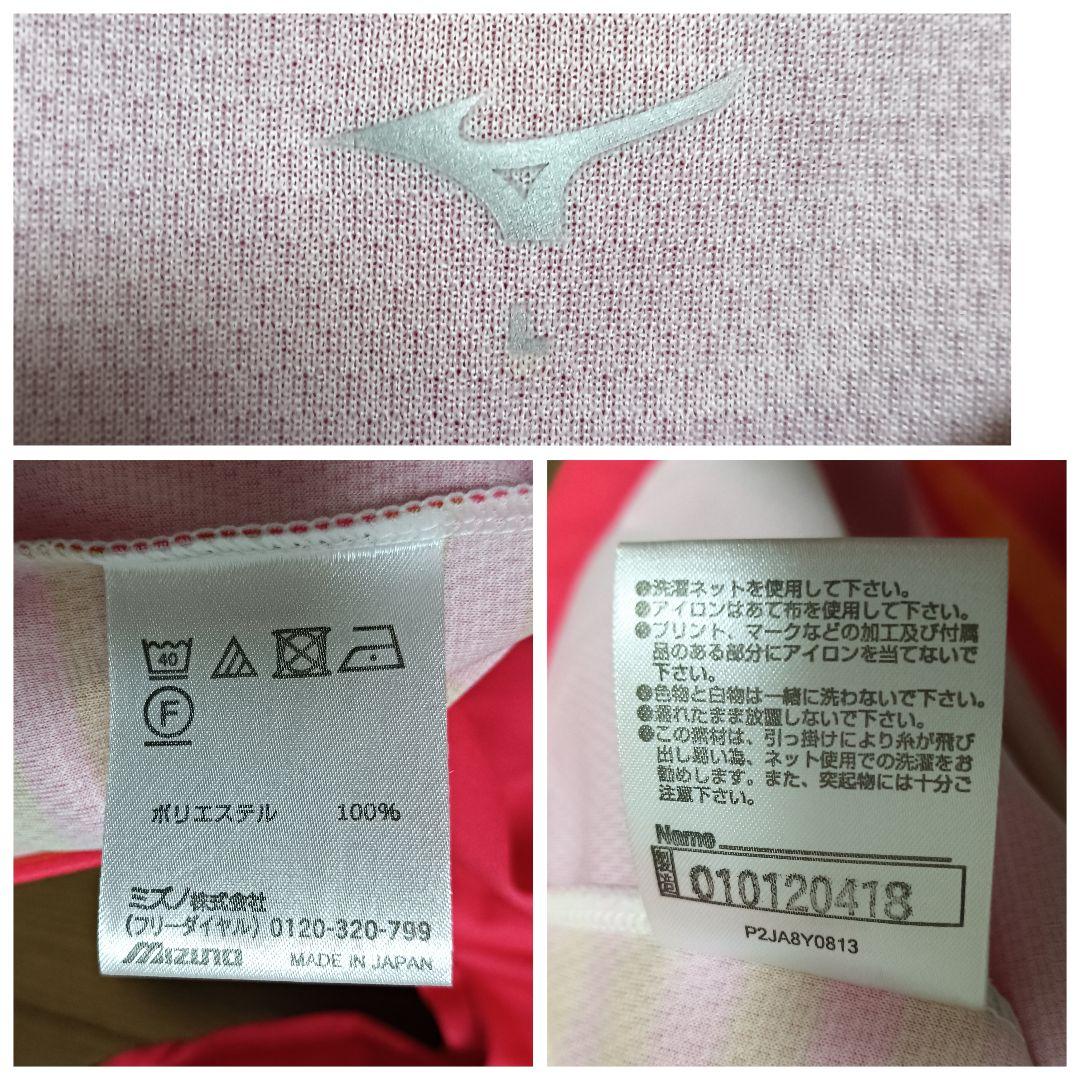 L
40
F
ポリエステル 100%
ミズノ株式会社
(フリーダイヤル) 0120-320-799
Mizuno MADE IN JAPAN
●洗濯ネットを使用して下さい。
●アイロンはあて布を使用して下さい。
●プリント、マークなどの加工及び付属
品のある部分にアイロンを当てないで
下さい。
●色物と白物は一緒に洗わないで下さい。
●濡れたまま放置しないで下さい。
●この素材は、引っ掛けにより糸が飛び
出し易い為、ネット使用での洗濯をお
勧めします。また、突起物には十分ご
注意下さい。
Name
製造 010120418
P2JA8Y0813